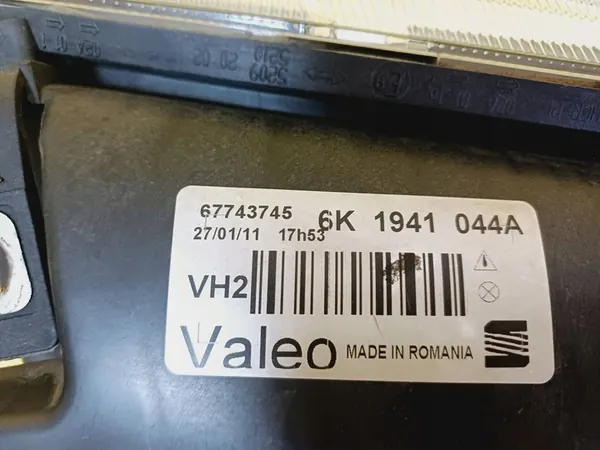 67743745 6K 1941 044A
27/01/11 17h53
VH2
Valeo MADE IN ROMANIA